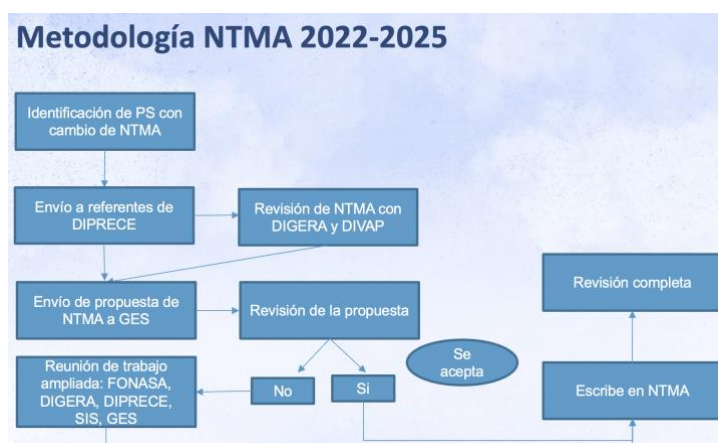 Metodología NTMA 2022-2025
Identificación de PS con
cambio de NTMA
Envío a referentes de
DIPRECE
Revisión de NTMA con
DIGERA y DIVAP
Envío de propuesta de
NTMA a GES
Revisión de la propuesta
Revisión completa
Se
acepta
Reunión de trabajo
ampliada: FONASA,
DIGERA, DIPRECE,
SIS, GES
No
Si
Escribe en NTMA